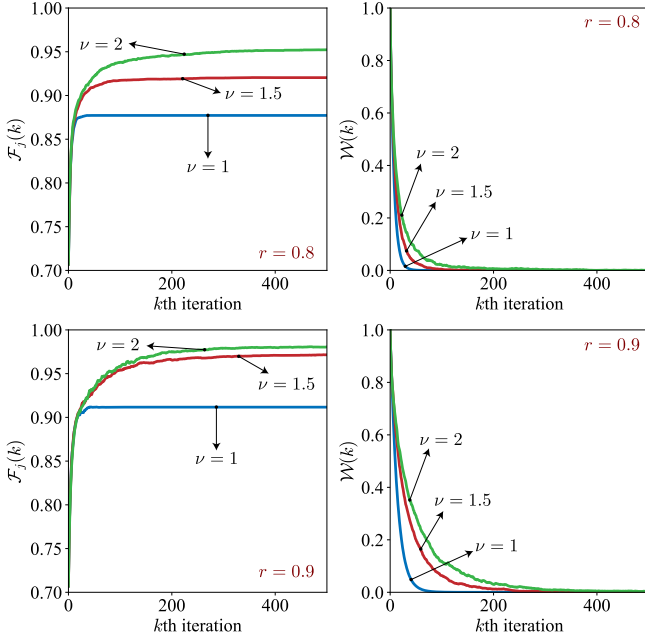 1.00
0.95
0.90
0.85
0.80
0.75
0.70
0
200
400
ℱ_j(k)
kth iteration
ν = 2
ν = 1.5
ν = 1
r = 0.8
1.0
0.8
0.6
0.4
0.2
0.0
0
200
400
𝒲(k)
kth iteration
r = 0.8
ν = 2
ν = 1.5
ν = 1
1.00
0.95
0.90
0.85
0.80
0.75
0.70
0
200
400
ℱ_j(k)
kth iteration
ν = 2
ν = 1.5
ν = 1
r = 0.9
1.0
0.8
0.6
0.4
0.2
0.0
0
200
400
𝒲(k)
kth iteration
r = 0.9
ν = 2
ν = 1.5
ν = 1